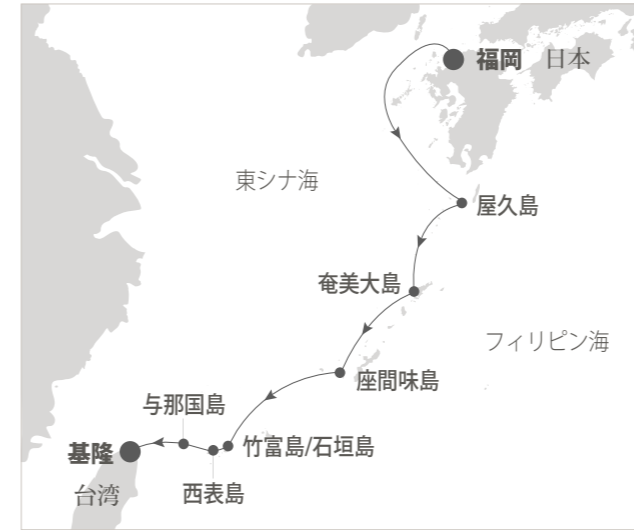 福岡 日本
東シナ海
屋久島
奄美大島
フィリピン海
座間味島
与那国島
竹富島/石垣島
基隆
西表島
台湾